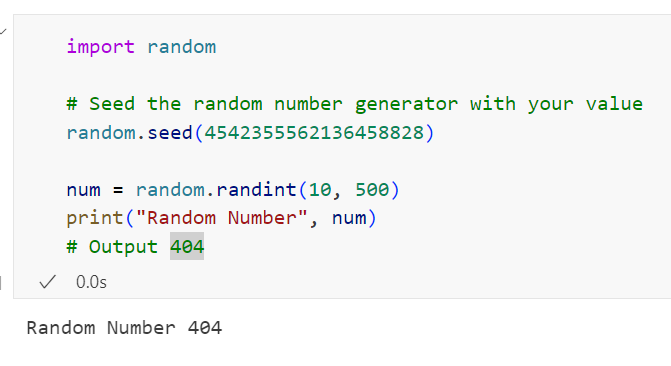 import random
# Seed the random number generator with your value
random.seed(4542355562136458828)
num = random.randint(10, 500)
print("Random Number", num)
# Output 404
0.0s
Random Number 404